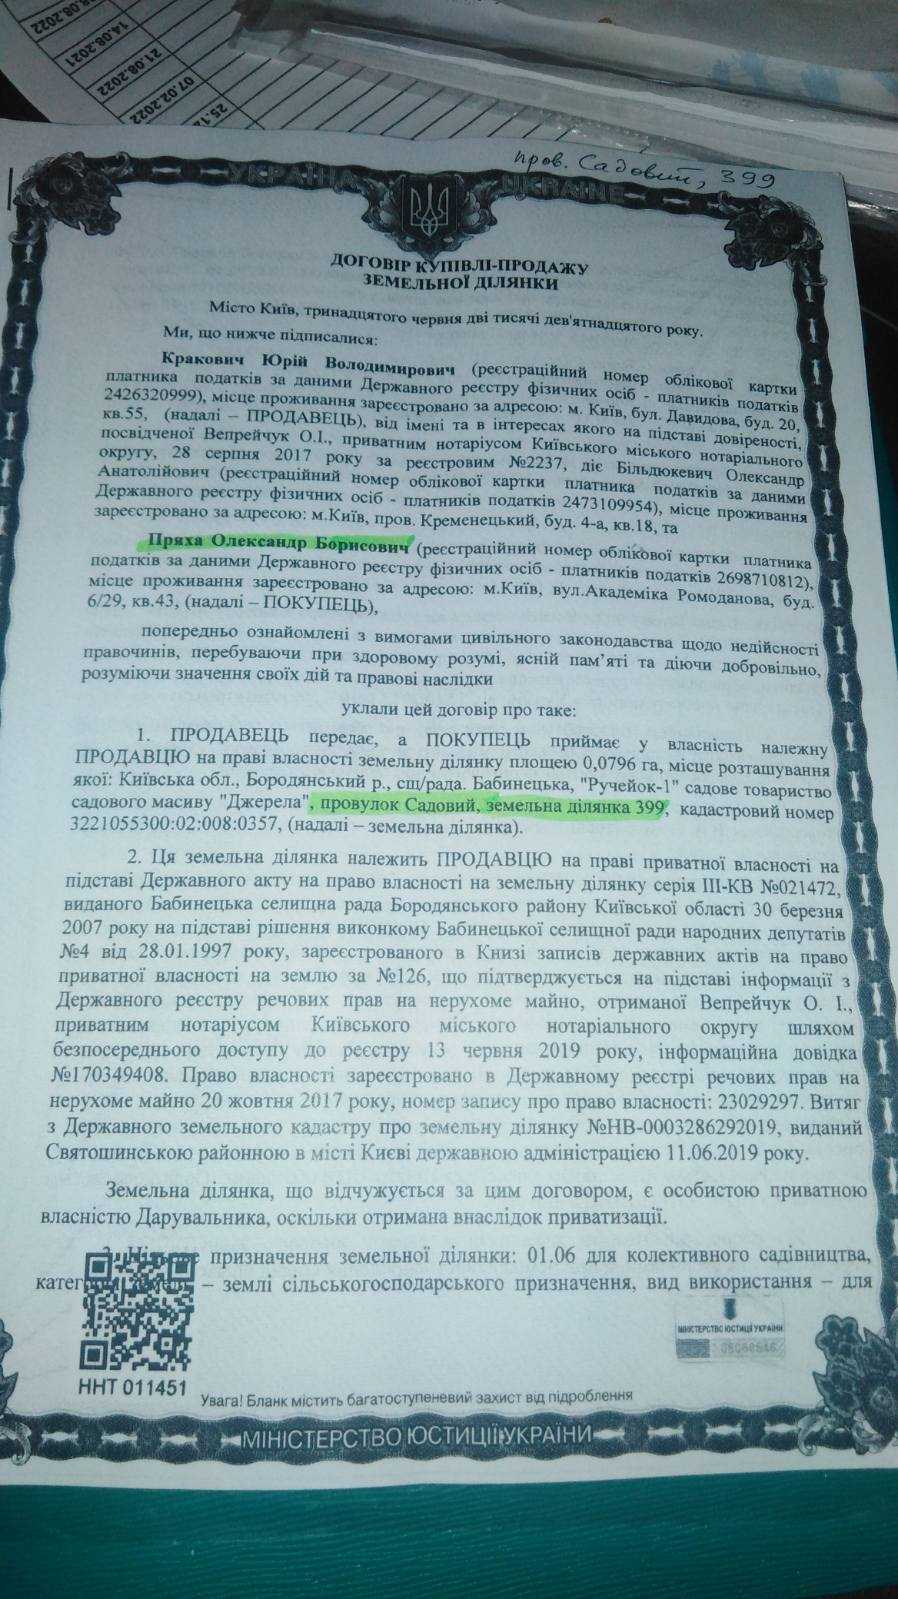 08.08.2022
14.08.2021
21.08.2022
07.02.2022
25.12
пров. Садовий, 399
УКРАЇНА
UKRAINE
ДОГОВІР КУПІВЛІ-ПРОДАЖУ
ЗЕМЕЛЬНОЇ ДІЛЯНКИ
Місто Київ, тринадцятого червня дві тисячі дев'ятнадцятого року.
Ми, що нижче підписалися:
Кракович Юрій Володимирович (реєстраційний номер облікової картки
платника податків за даними Державного реєстру фізичних осіб - платників податків
2426320999), місце проживання зареєстровано за адресою: м. Київ, бул. Давидова, буд. 20,
кв.55, (надалі – ПРОДАВЕЦЬ), від імені та в інтересах якого на підставі довіреності,
посвідченої Вепрейчук О.І., приватним нотаріусом Київського міського нотаріального
округу, 28 серпня 2017 року за реєстровим №2237, діє Більдюкевич Олександр
Анатолійович (реєстраційний номер облікової картки платника податків за даними
Державного реєстру фізичних осіб - платників податків 2473109954), місце проживання
зареєстровано за адресою: м.Київ, пров. Кременецький, буд. 4-а, кв.18, та
Пряха Олександр Борисович (реєстраційний номер облікової картки платника
податків за даними Державного реєстру фізичних осіб - платників податків 2698710812),
місце проживання зареєстровано за адресою: м.Київ, вул.Академіка Ромоданова, буд.
6/29, кв.43, (надалі – ПОКУПЕЦЬ),
попередньо ознайомлені з вимогами цивільного законодавства щодо недійсності
правочинів, перебуваючи при здоровому розумі, ясній пам'яті та діючи добровільно,
розуміючи значення своїх дій та правові наслідки
уклали цей договір про таке:
1. ПРОДАВЕЦЬ передає, а ПОКУПЕЦЬ приймає у власність належну
ПРОДАВЦЮ на праві власності земельну ділянку площею 0,0796 га, місце розташування
якої: Київська обл., Бородянський р., сщ/рада. Бабинецька, "Ручейок-1" садове товариство
садового масиву "Джерела", провулок Садовий, земельна ділянка 399, кадастровий номер
3221055300:02:008:0357, (надалі – земельна ділянка).
2. Ця земельна ділянка належить ПРОДАВЦЮ на праві приватної власності на
підставі Державного акту на право власності на земельну ділянку серія III-КВ №021472,
виданого Бабинецька селищна рада Бородянського району Київської області 30 березня
2007 року на підставі рішення виконкому Бабинецької селищної ради народних депутатів
№4 від 28.01.1997 року, зареєстрованого в Книзі записів державних актів на право
приватної власності на землю за №126, що підтверджується на підставі інформації з
Державного реєстру речових прав на нерухоме майно, отриманої Вепрейчук О. І.,
приватним нотаріусом Київського міського нотаріального округу шляхом
безпосереднього доступу до реєстру 13 червня 2019 року, інформаційна довідка
№170349408. Право власності зареєстровано в Державному реєстрі речових прав на
нерухоме майно 20 жовтня 2017 року, номер запису про право власності: 23029297. Витяг
з Державного земельного кадастру про земельну ділянку №НВ-0003286292019, виданий
Святошинською районною в місті Києві державною адміністрацією 11.06.2019 року.
Земельна ділянка, що відчужується за цим договором, є особистою приватною
власністю Дарувальника, оскільки отримана внаслідок приватизації.
призначення земельної ділянки: 01.06 для колективного садівництва,
– землі сільськогосподарського призначення, вид використання – для
МІНІСТЕРСТВО ЮСТИЦІЇ УКРАЇНИ
ННТ 011451
Увага! Бланк містить багатоступеневий захист від підроблення
МІНІСТЕРСТВО ЮСТИЦІЇ УКРАЇНИ